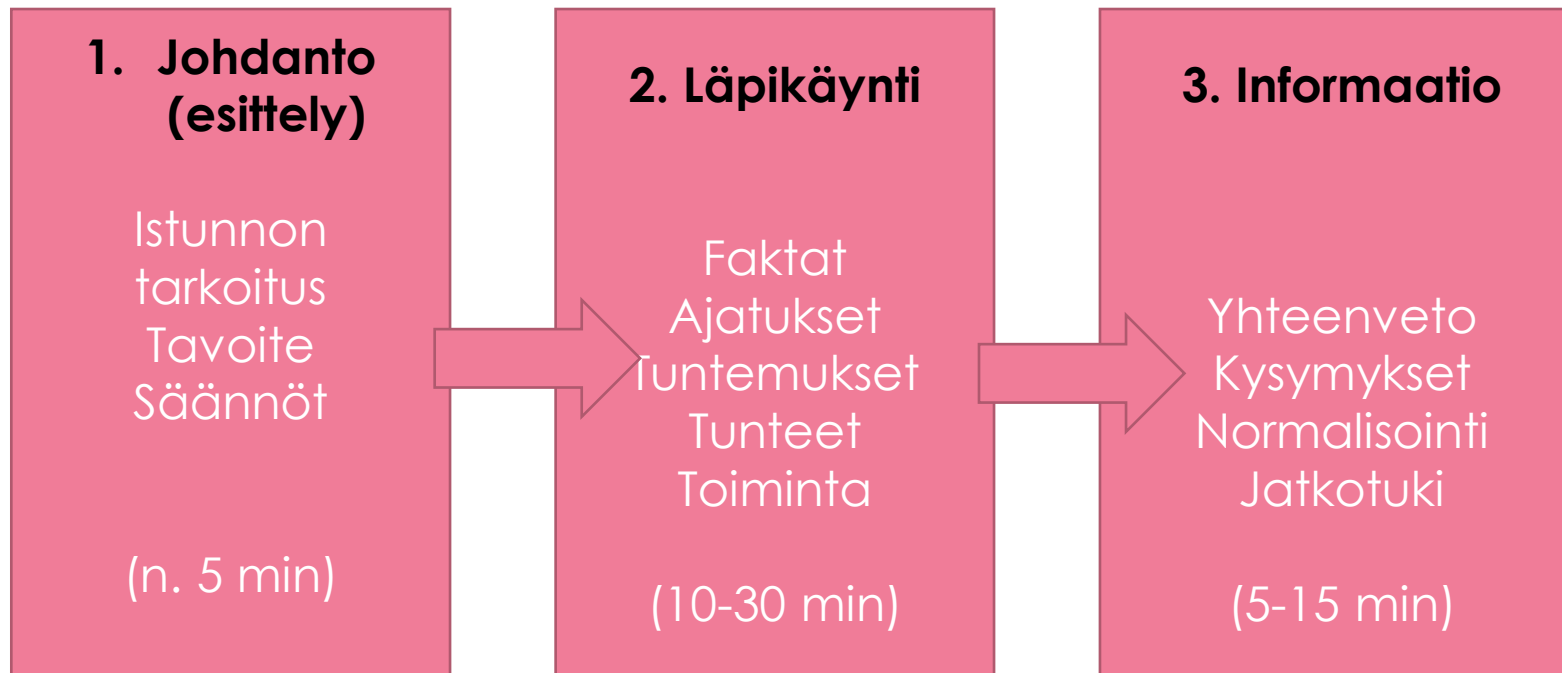 1. Johdanto
(esittely)
Istunnon
tarkoitus
Tavoite
Säännöt
(n. 5 min)
2. Läpikäynti
Faktat
Ajatukset
Tuntemukset
Tunteet
Toiminta
(10-30 min)
3. Informaatio
Yhteenveto
Kysymykset
Normalisointi
Jatkotuki
(5-15 min)